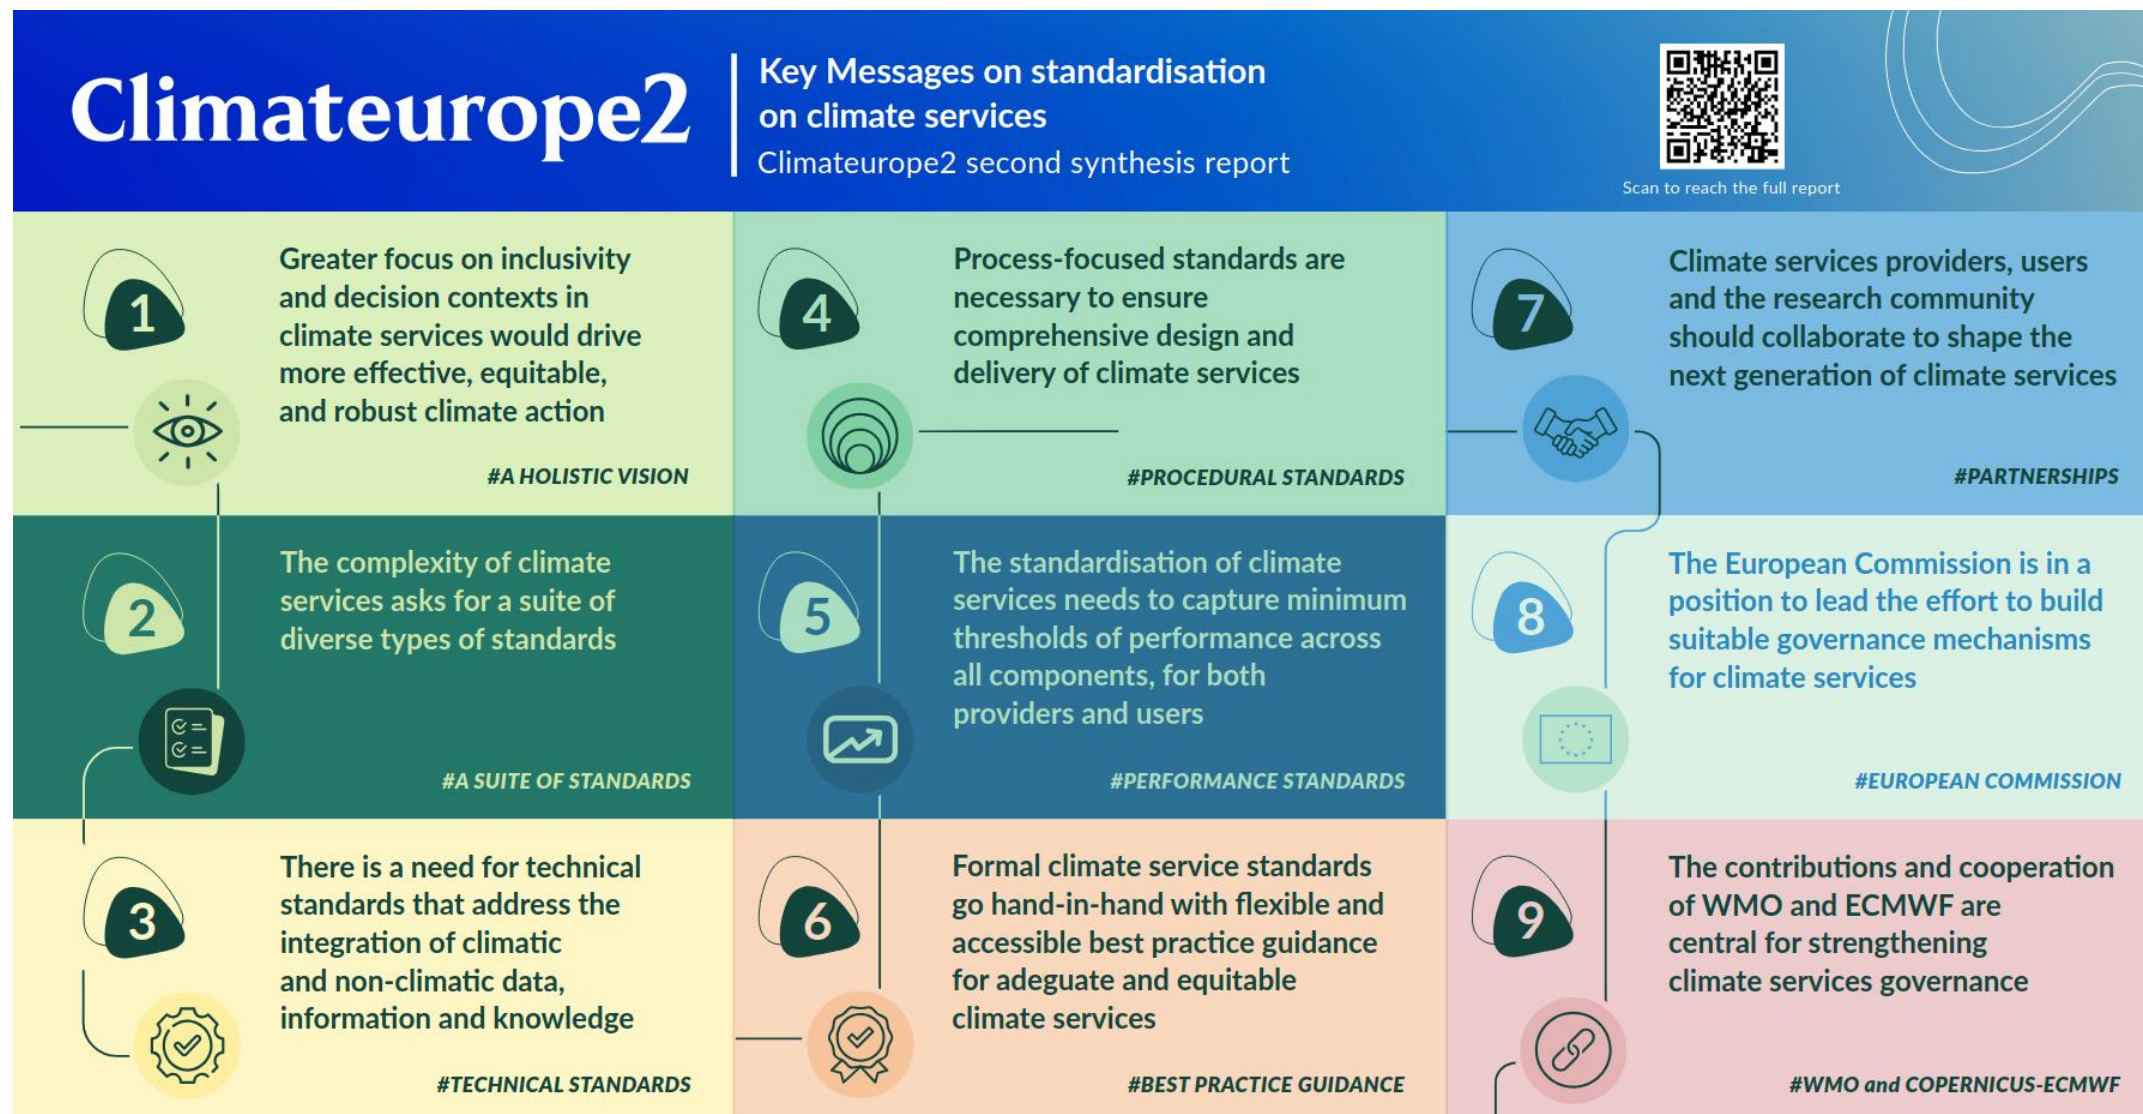 Climateurope2
Key Messages on standardisation
on climate services
Climateurope2 second synthesis report
Scan to reach the full report
1
Greater focus on inclusivity
and decision contexts in
climate services would drive
more effective, equitable,
and robust climate action
#A HOLISTIC VISION
2
The complexity of climate
services asks for a suite of
diverse types of standards
#A SUITE OF STANDARDS
3
There is a need for technical
standards that address the
integration of climatic
and non-climatic data,
information and knowledge
#TECHNICAL STANDARDS
4
Process-focused standards are
necessary to ensure
comprehensive design and
delivery of climate services
#PROCEDURAL STANDARDS
5
The standardisation of climate
services needs to capture minimum
thresholds of performance across
all components, for both
providers and users
#PERFORMANCE STANDARDS
6
Formal climate service standards
go hand-in-hand with flexible and
accessible best practice guidance
for adeguate and equitable
climate services
#BEST PRACTICE GUIDANCE
7
Climate services providers, users
and the research community
should collaborate to shape the
next generation of climate services
#PARTNERSHIPS
8
The European Commission is in a
position to lead the effort to build
suitable governance mechanisms
for climate services
#EUROPEAN COMMISSION
9
The contributions and cooperation
of WMO and ECMWF are
central for strengthening
climate services governance
#WMO and COPERNICUS-ECMWF